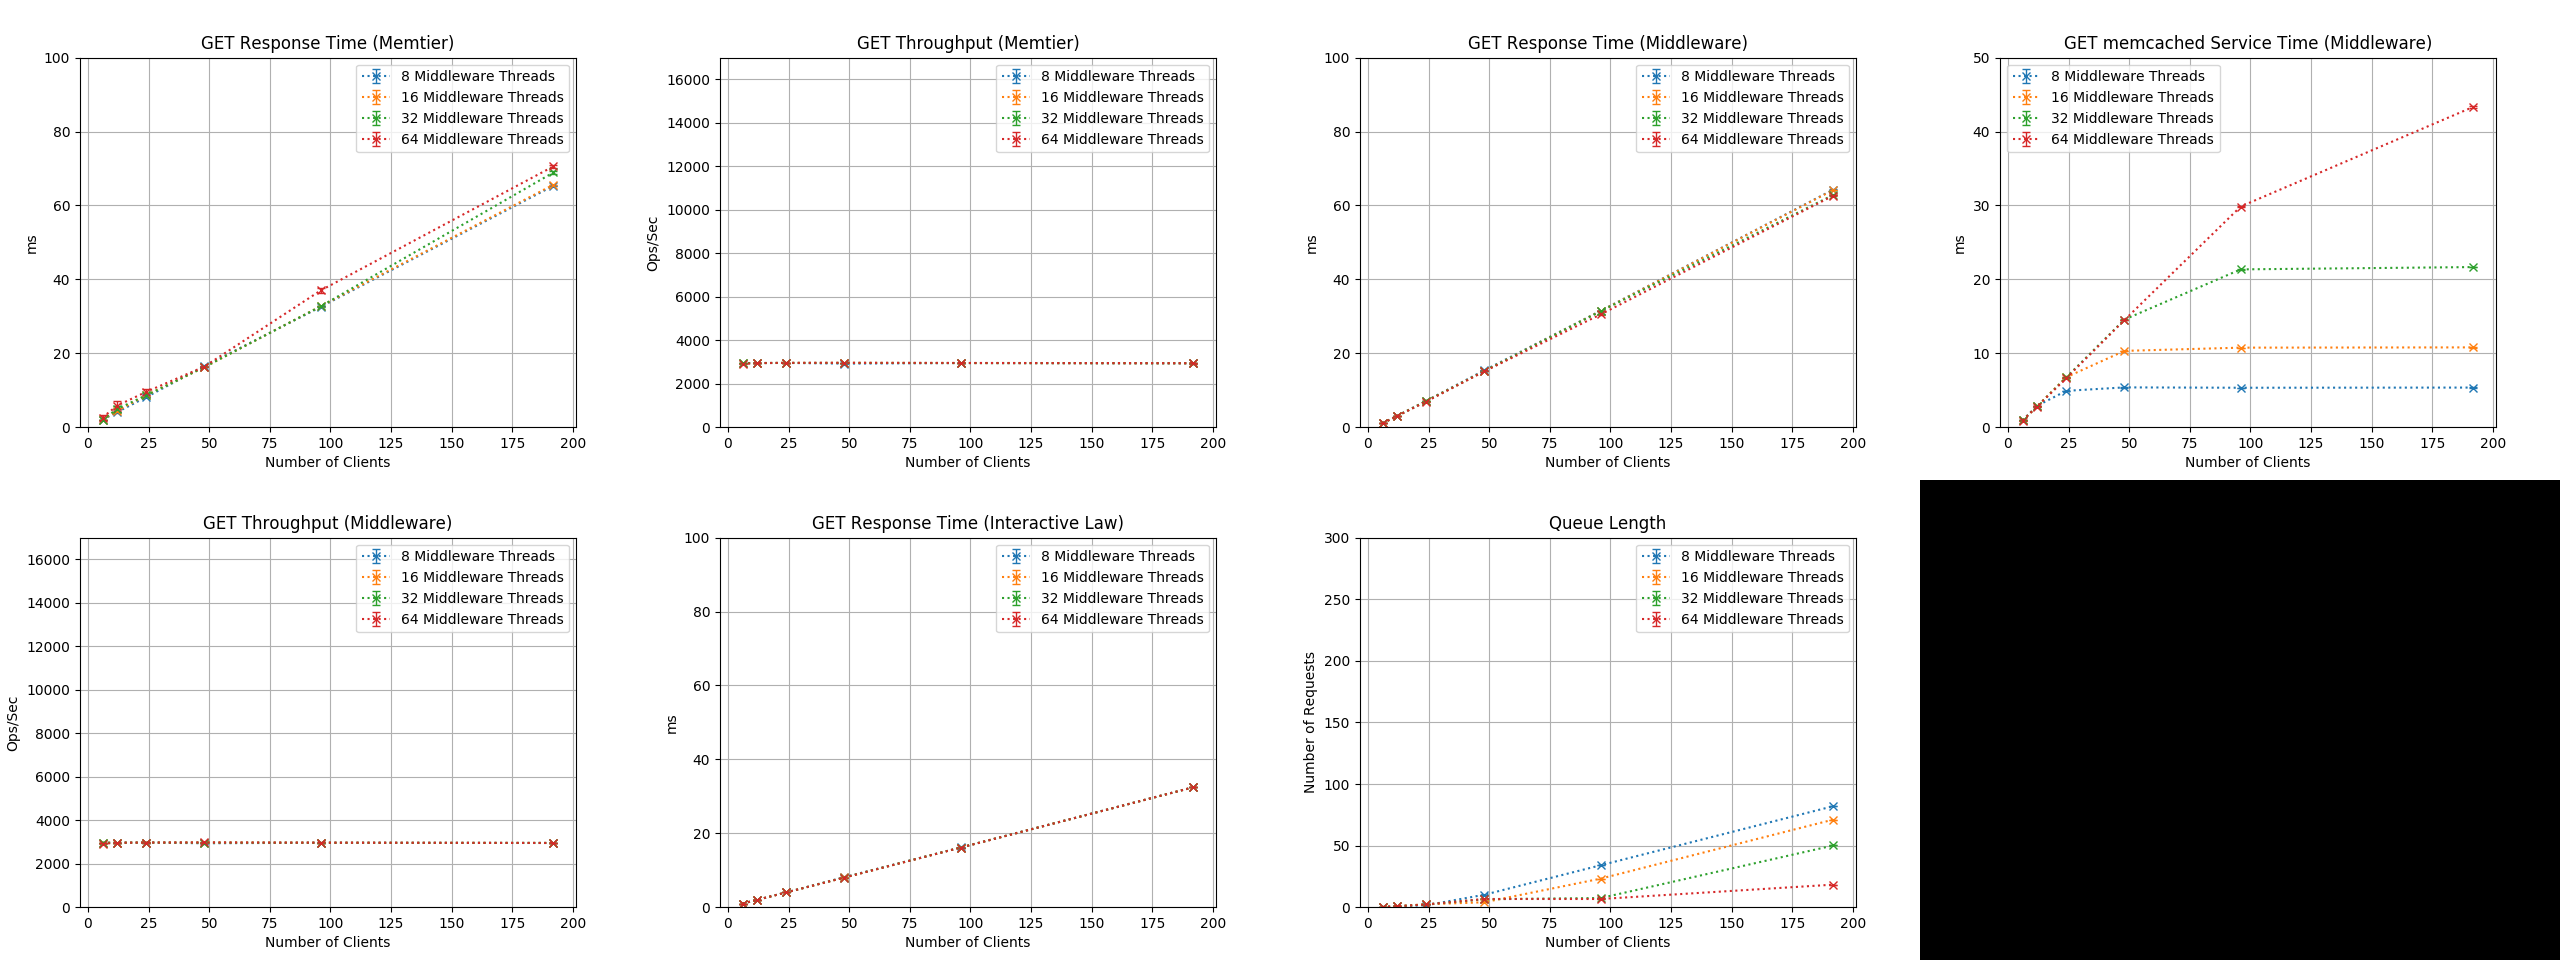 GET Response Time (Memtier)
100
80
60
40
20
0
ms
8 Middleware Threads
16 Middleware Threads
32 Middleware Threads
64 Middleware Threads
0 25 50 75 100 125 150 175 200
Number of Clients
GET Throughput (Memtier)
16000
14000
12000
10000
8000
6000
4000
2000
0
Ops/Sec
8 Middleware Threads
16 Middleware Threads
32 Middleware Threads
64 Middleware Threads
0 25 50 75 100 125 150 175 200
Number of Clients
GET Response Time (Middleware)
100
80
60
40
20
0
ms
8 Middleware Threads
16 Middleware Threads
32 Middleware Threads
64 Middleware Threads
0 25 50 75 100 125 150 175 200
Number of Clients
GET memcached Service Time (Middleware)
50
40
30
20
10
0
ms
8 Middleware Threads
16 Middleware Threads
32 Middleware Threads
64 Middleware Threads
0 25 50 75 100 125 150 175 200
Number of Clients
GET Throughput (Middleware)
16000
14000
12000
10000
8000
6000
4000
2000
0
Ops/Sec
8 Middleware Threads
16 Middleware Threads
32 Middleware Threads
64 Middleware Threads
0 25 50 75 100 125 150 175 200
Number of Clients
GET Response Time (Interactive Law)
100
80
60
40
20
0
ms
8 Middleware Threads
16 Middleware Threads
32 Middleware Threads
64 Middleware Threads
0 25 50 75 100 125 150 175 200
Number of Clients
Queue Length
300
250
200
150
100
50
0
Number of Requests
8 Middleware Threads
16 Middleware Threads
32 Middleware Threads
64 Middleware Threads
0 25 50 75 100 125 150 175 200
Number of Clients